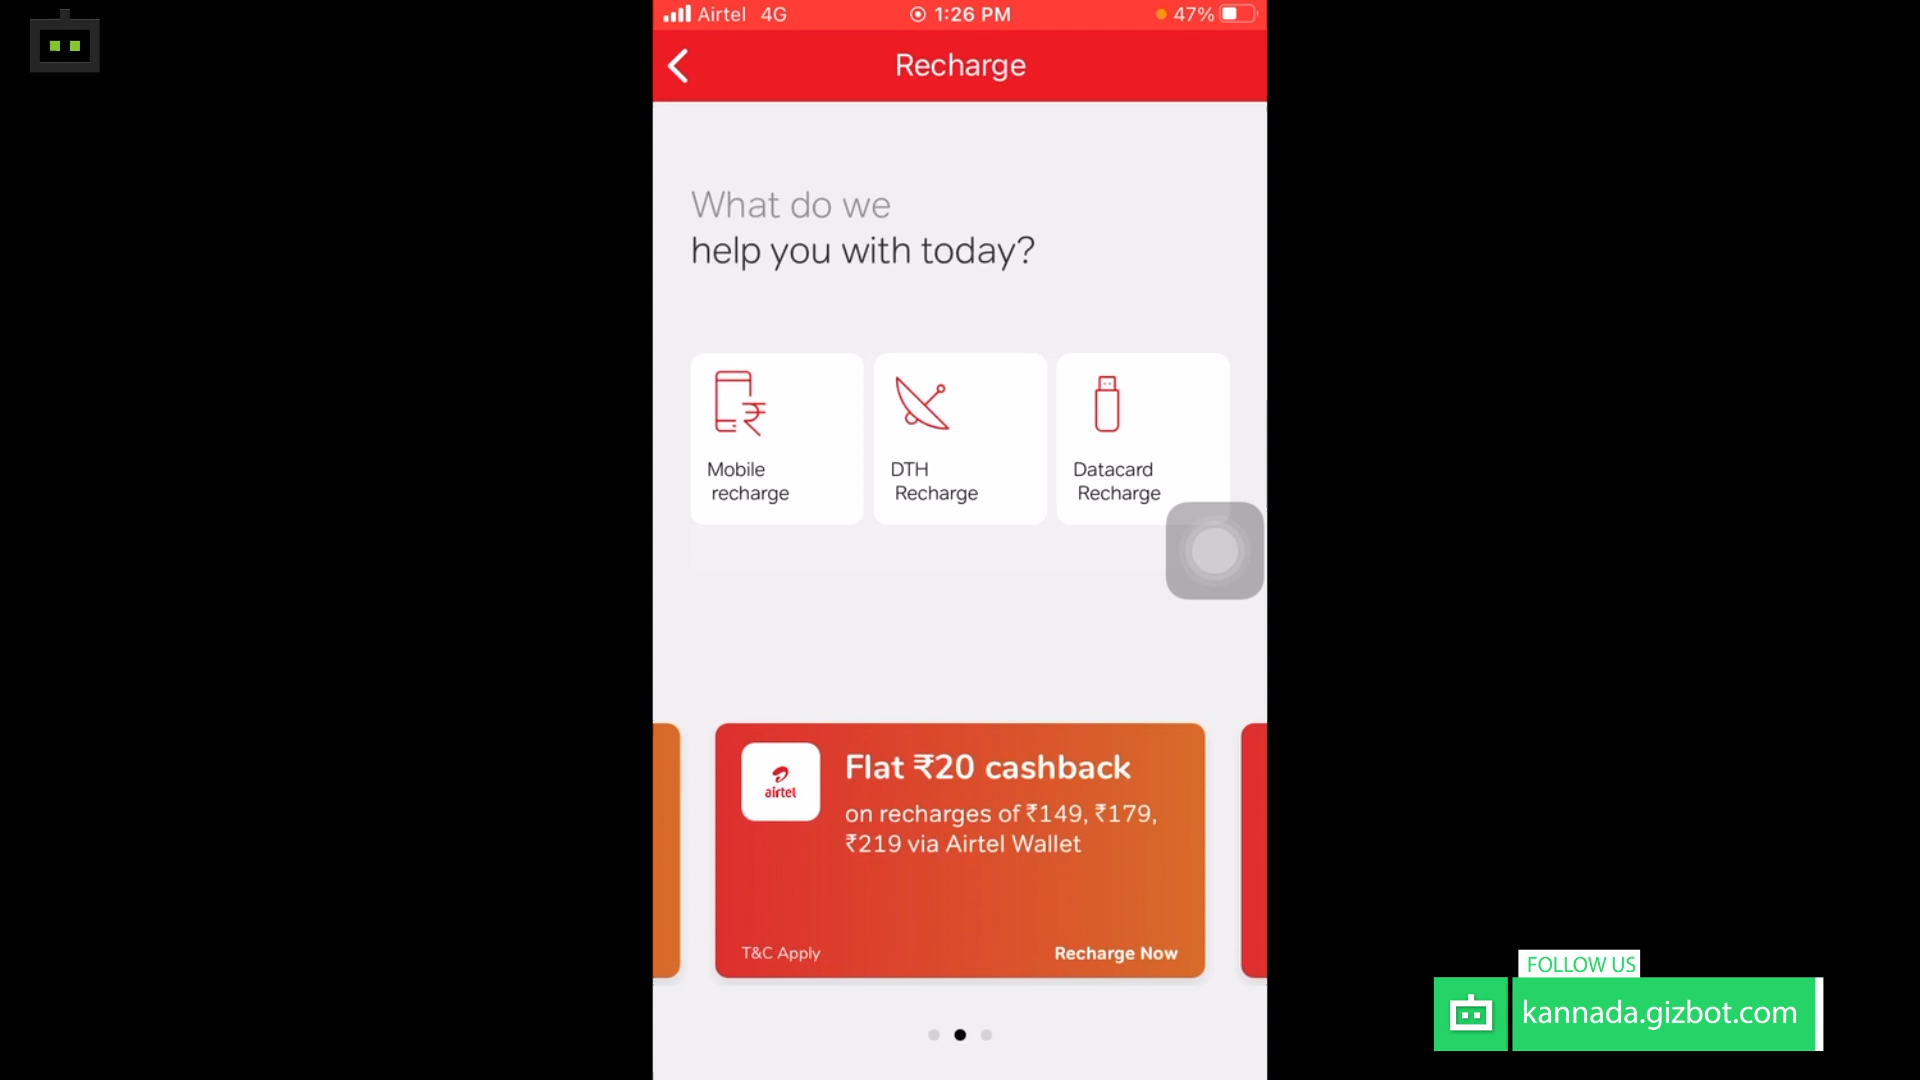 Airtel 4G 1:26 PM 47%
Recharge
What do we
help you with today?
Mobile
recharge
DTH
Recharge
Datacard
Recharge
airtel
Flat ₹20 cashback
on recharges of ₹149, ₹179,
₹219 via Airtel Wallet
T&C Apply
Recharge Now
FOLLOW US
kannada.gizbot.com